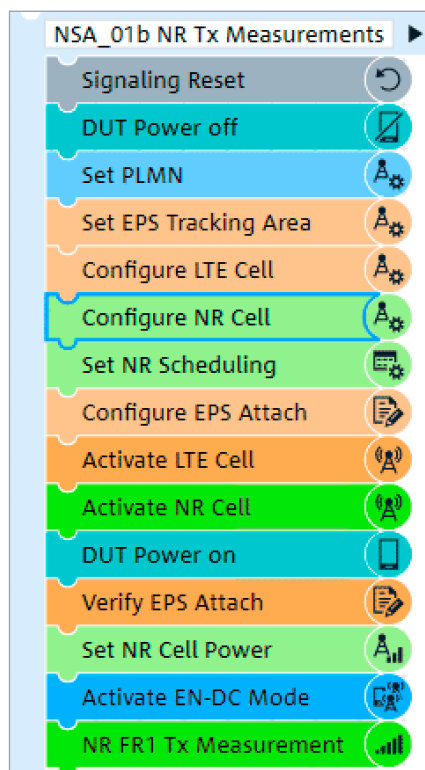 NSA_01b NR Tx Measurements
Signaling Reset
DUT Power off
Set PLMN
Set EPS Tracking Area
Configure LTE Cell
Configure NR Cell
Set NR Scheduling
Configure EPS Attach
Activate LTE Cell
Activate NR Cell
DUT Power on
Verify EPS Attach
Set NR Cell Power
Activate EN-DC Mode
NR FR1 Tx Measurement